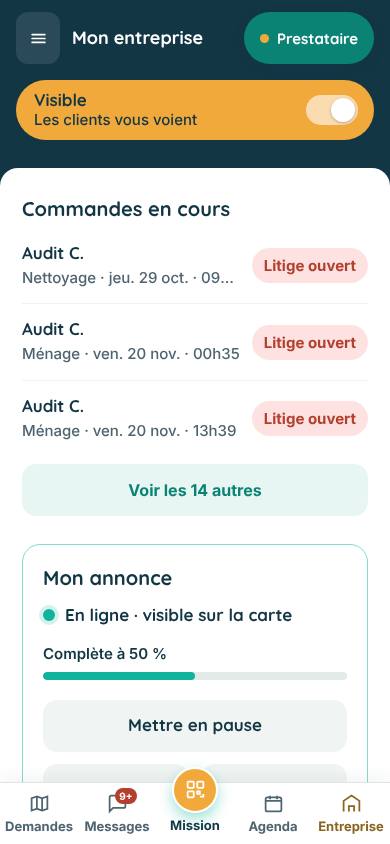 Mon entreprise
Prestataire
Visible
Les clients vous voient
Commandes en cours
Audit C.
Nettoyage · jeu. 29 oct. · 09...
Litige ouvert
Audit C.
Ménage · ven. 20 nov. · 00h35
Litige ouvert
Audit C.
Ménage · ven. 20 nov. · 13h39
Litige ouvert
Voir les 14 autres
Mon annonce
En ligne · visible sur la carte
Complète à 50 %
Mettre en pause
9+
Demandes
Messages
Mission
Agenda
Entreprise